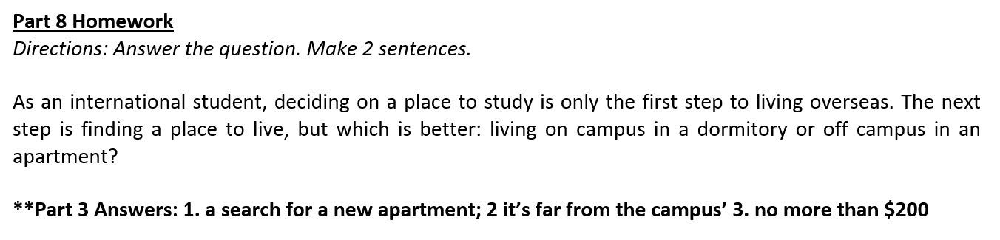 Part 8 Homework
Directions: Answer the question. Make 2 sentences.
As an international student, deciding on a place to study is only the first step to living overseas. The next
step is finding a place to live, but which is better: living on campus in a dormitory or off campus in an
apartment?
**Part 3 Answers: 1. a search for a new apartment; 2 it’s far from the campus’ 3. no more than $200